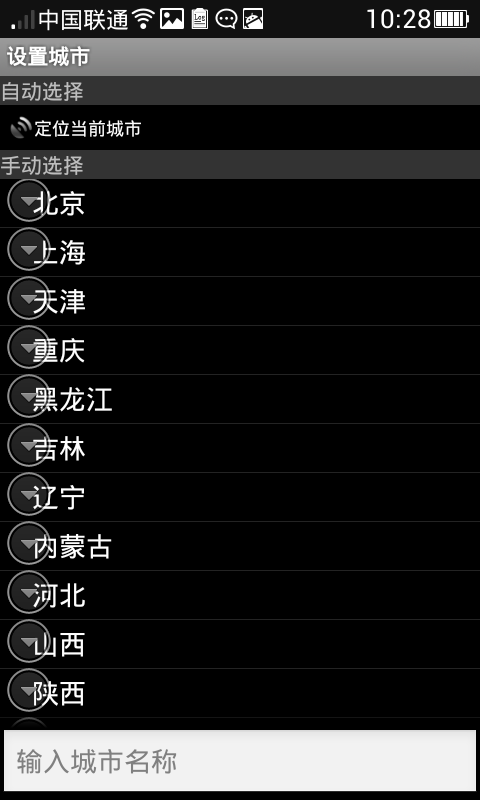 中国联通 10:28
设置城市
自动选择
定位当前城市
手动选择
北京
上海
天津
重庆
黑龙江
吉林
辽宁
内蒙古
河北
山西
陕西
输入城市名称